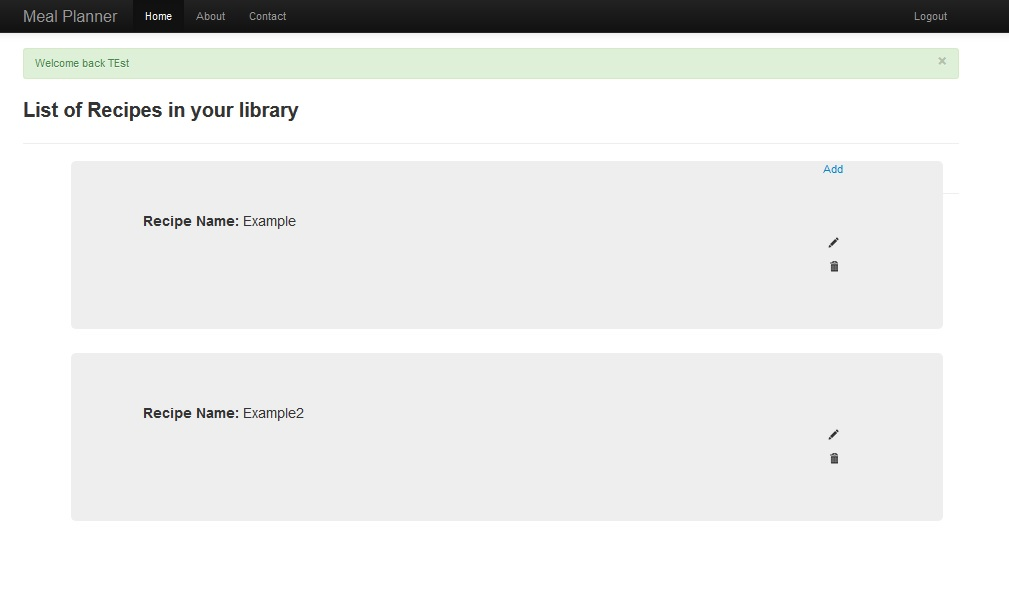 Meal Planner Home About Contact Logout
Welcome back TEst ×
List of Recipes in your library
Add
Recipe Name: Example
Recipe Name: Example2